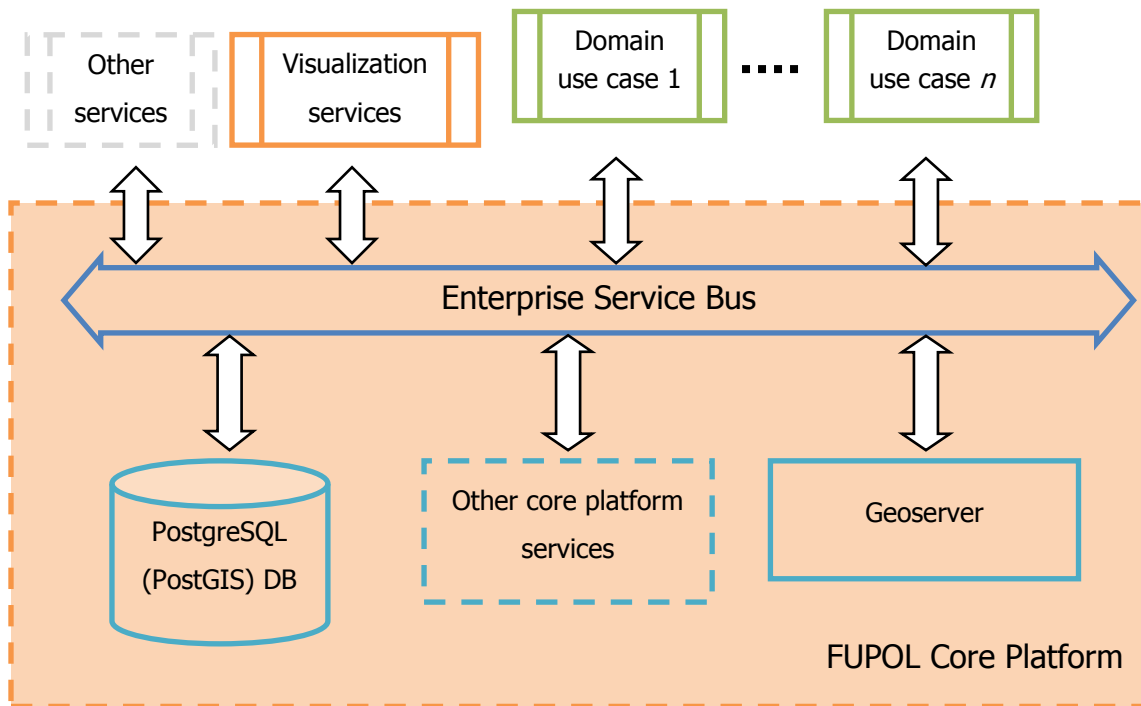 Other
services
Visualization
services
Domain
use case 1
Domain
use case n
Enterprise Service Bus
PostgreSQL
(PostGIS) DB
Other core platform
services
Geoserver
FUPOL Core Platform